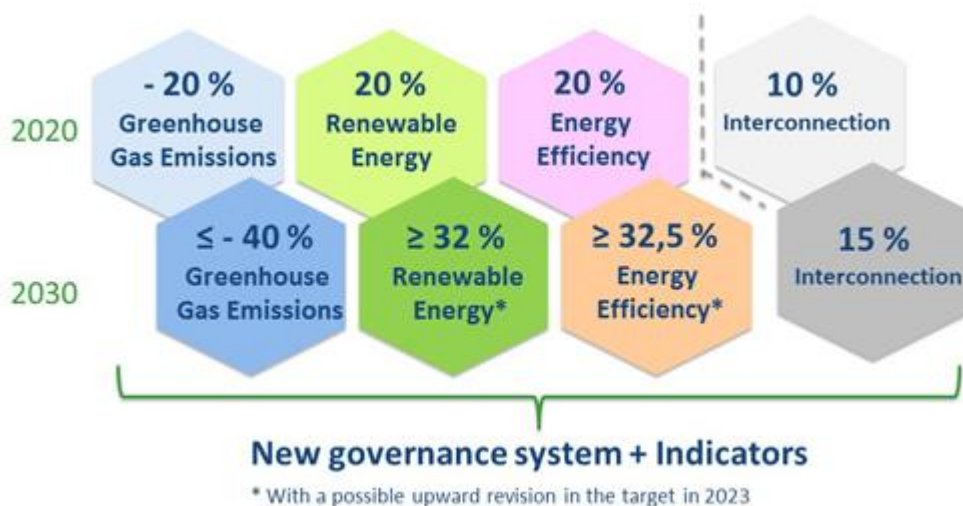 2020
- 20 %
Greenhouse
Gas Emissions
20 %
Renewable
Energy
20 %
Energy
Efficiency
10 %
Interconnection
2030
≤ - 40 %
Greenhouse
Gas Emissions
≥ 32 %
Renewable
Energy*
≥ 32,5 %
Energy
Efficiency*
15 %
Interconnection
New governance system + Indicators
* With a possible upward revision in the target in 2023